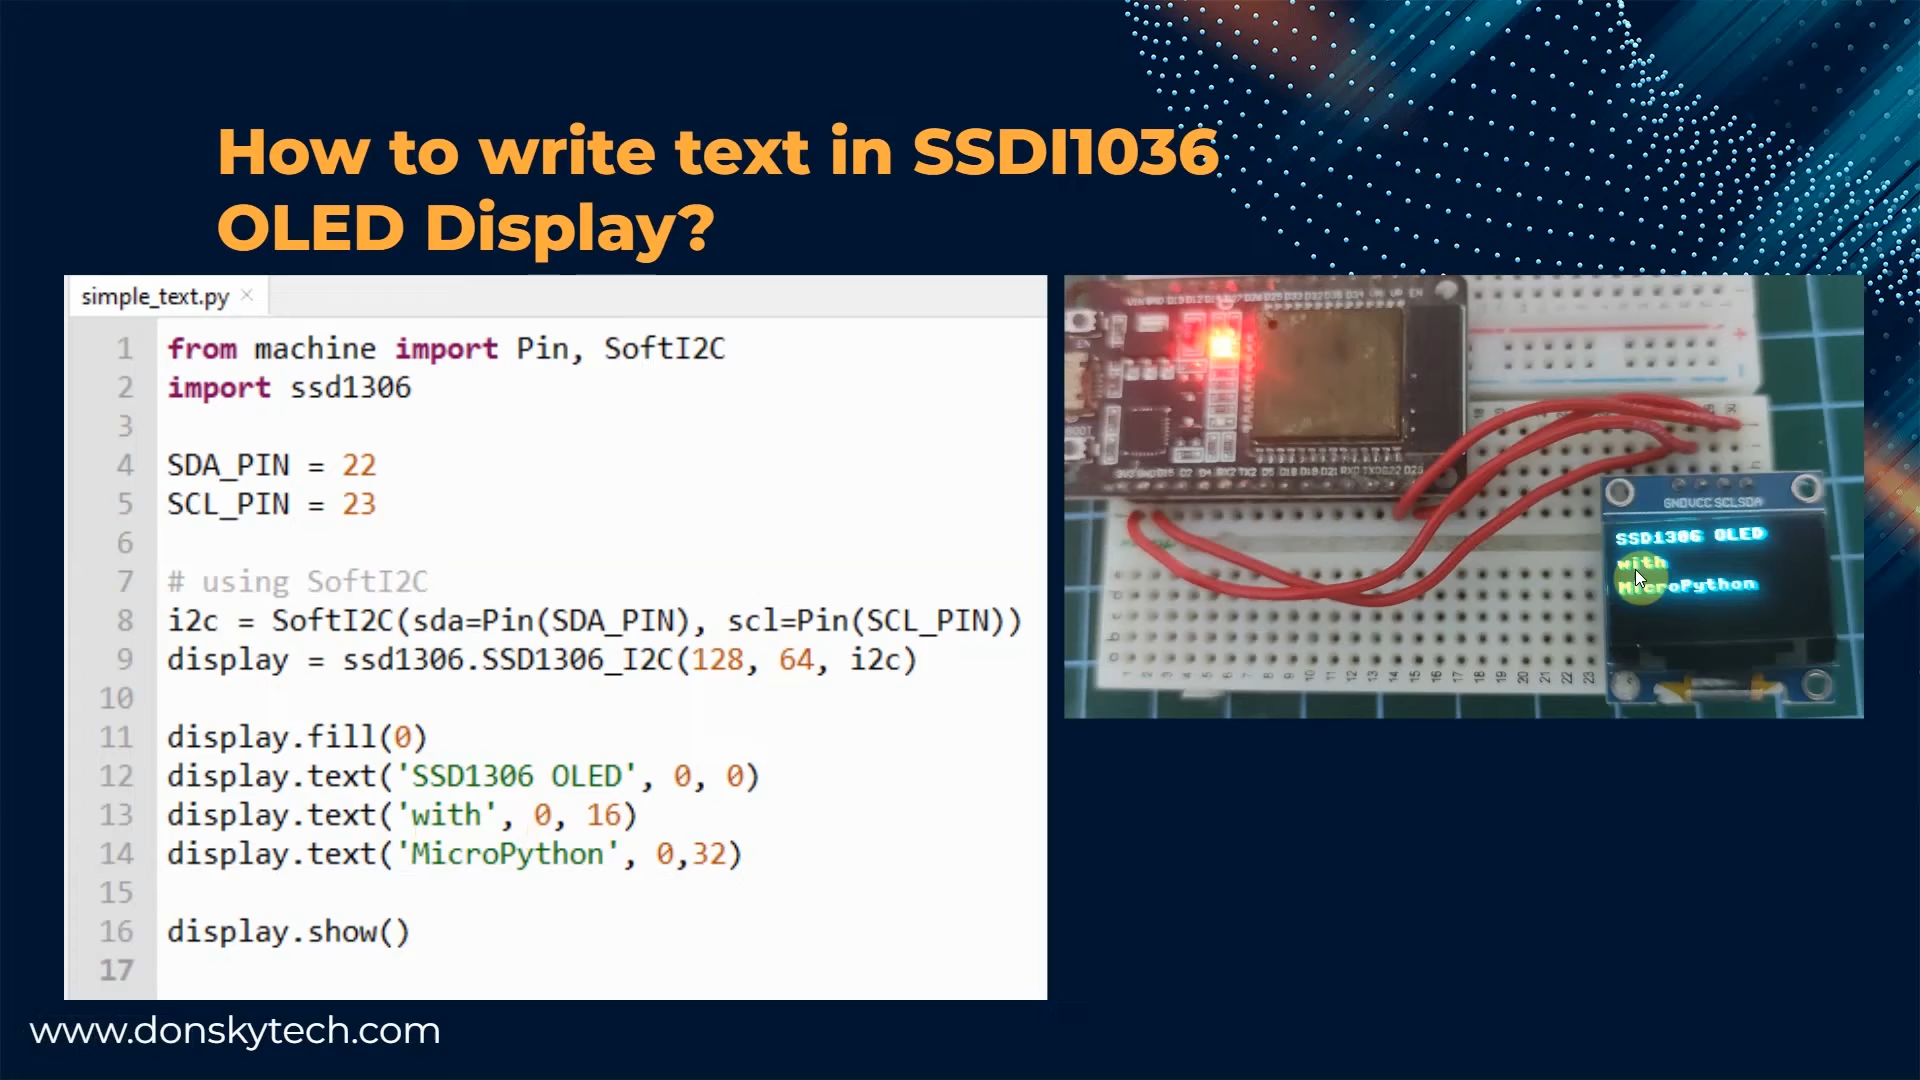 How to write text in SSDI1036
OLED Display?
simple_text.py ×
1 from machine import Pin, SoftI2C
2 import ssd1306
3
4 SDA_PIN = 22
5 SCL_PIN = 23
6
7 # using SoftI2C
8 i2c = SoftI2C(sda=Pin(SDA_PIN), scl=Pin(SCL_PIN))
9 display = ssd1306.SSD1306_I2C(128, 64, i2c)
10
11 display.fill(0)
12 display.text('SSD1306 OLED', 0, 0)
13 display.text('with', 0, 16)
14 display.text('MicroPython', 0,32)
15
16 display.show()
17
GND VCC SCL SDA
SSD1306 OLED
with
MicroPython
www.donskytech.com